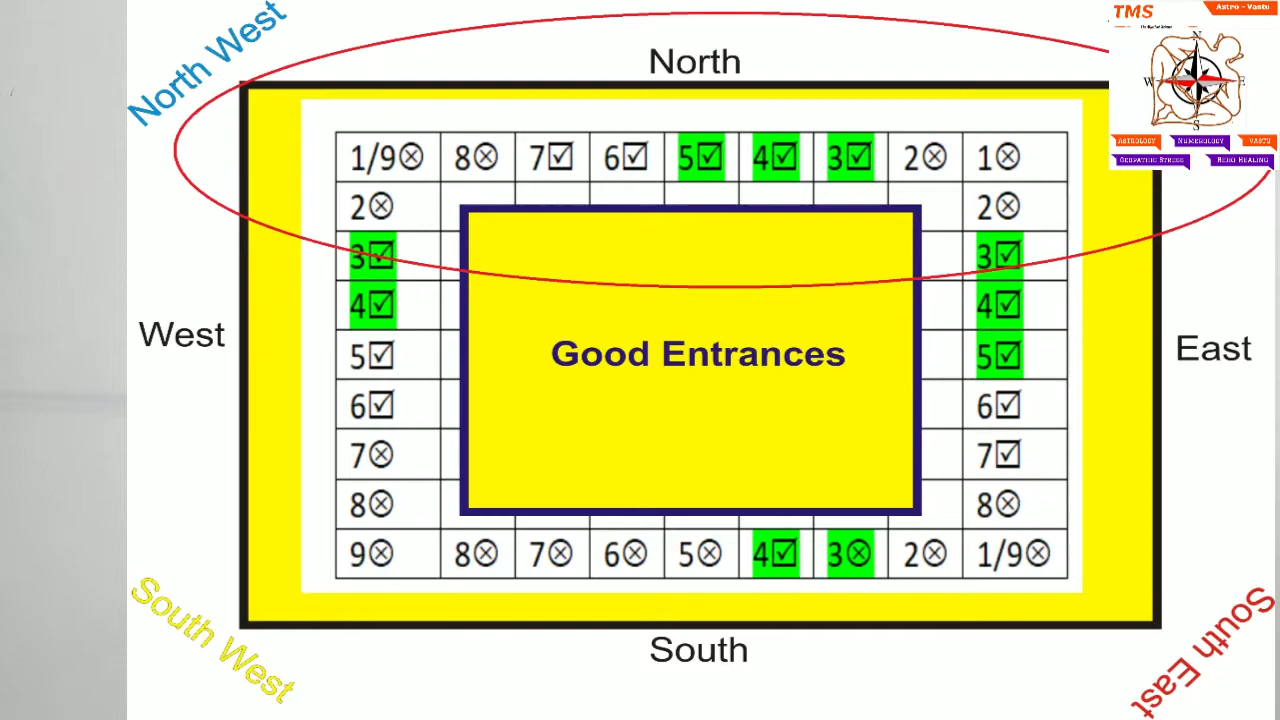 North West
North
TMS
Astro - Vastu
N
W
E
S
ASTROLOGY
NUMEROLOGY
VASTU
GEOPATHIC STRESS
REIKI HEALING
1/9⊗ 8⊗ 7☑ 6☑ 5☑ 4☑ 3☑ 2⊗ 1⊗
2⊗ 2⊗
3☑ 3☑
4☑ 4☑
West
East
Good Entrances
5☑ 5☑
6☑ 6☑
7⊗ 7☑
8⊗ 8⊗
9⊗ 8⊗ 7⊗ 6⊗ 5⊗ 4☑ 3⊗ 2⊗ 1/9⊗
South West
South
South East